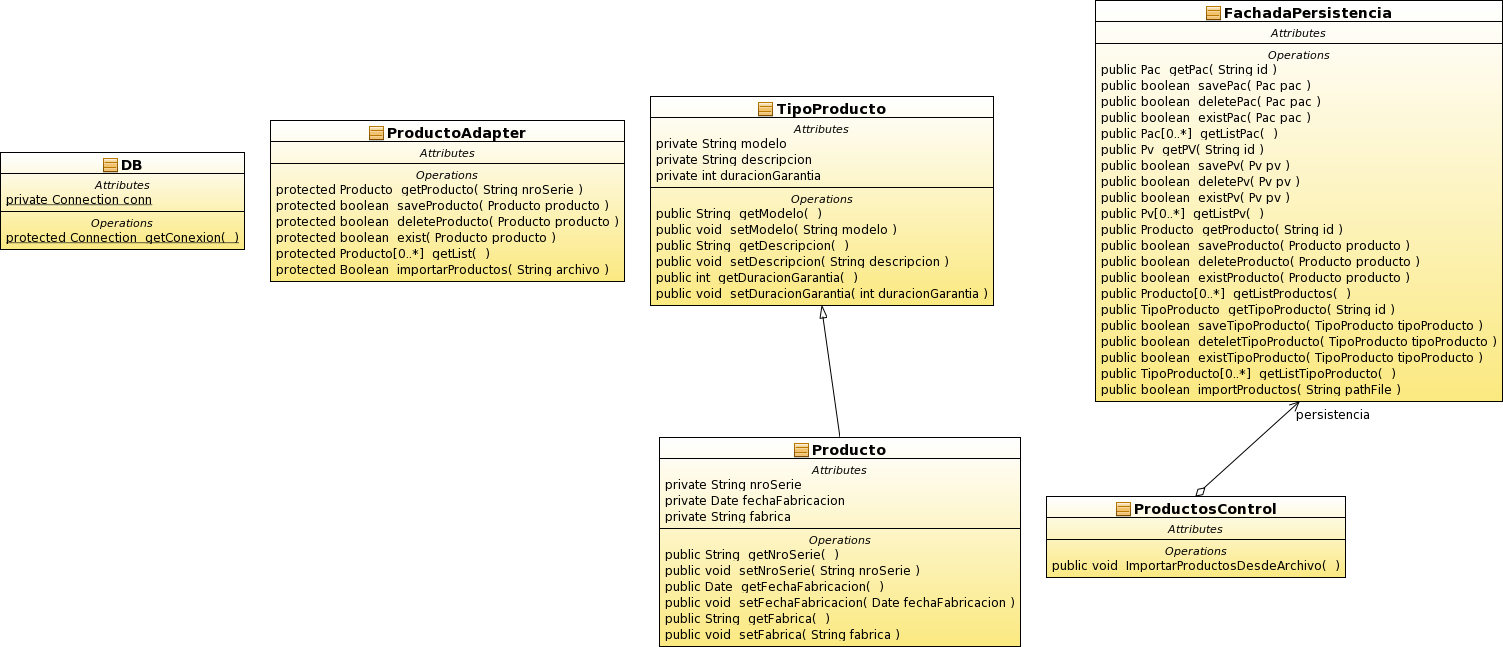 DB
Attributes
private Connection conn
Operations
protected Connection getConexion( )
ProductoAdapter
Attributes
Operations
protected Producto getProducto( String nroSerie )
protected boolean saveProducto( Producto producto )
protected boolean deleteProducto( Producto producto )
protected boolean exist( Producto producto )
protected Producto[0..*] getList( )
protected Boolean importarProductos( String archivo )
TipoProducto
Attributes
private String modelo
private String descripcion
private int duracionGarantia
Operations
public String getModelo( )
public void setModelo( String modelo )
public String getDescripcion( )
public void setDescripcion( String descripcion )
public int getDuracionGarantia( )
public void setDuracionGarantia( int duracionGarantia )
FachadaPersistencia
Attributes
Operations
public Pac getPac( String id )
public boolean savePac( Pac pac )
public boolean deletePac( Pac pac )
public boolean existPac( Pac pac )
public Pac[0..*] getListPac( )
public Pv getPV( String id )
public boolean savePv( Pv pv )
public boolean deletePv( Pv pv )
public boolean existPv( Pv pv )
public Pv[0..*] getListPv( )
public Producto getProducto( String id )
public boolean saveProducto( Producto producto )
public boolean deleteProducto( Producto producto )
public boolean existProducto( Producto producto )
public Producto[0..*] getListProductos( )
public TipoProducto getTipoProducto( String id )
public boolean saveTipoProducto( TipoProducto tipoProducto )
public boolean deteletTipoProducto( TipoProducto tipoProducto )
public boolean existTipoProducto( TipoProducto tipoProducto )
public TipoProducto[0..*] getListTipoProducto( )
public boolean importProductos( String pathFile )
persistencia
Producto
Attributes
private String nroSerie
private Date fechaFabricacion
private String fabrica
Operations
public String getNroSerie( )
public void setNroSerie( String nroSerie )
public Date getFechaFabricacion( )
public void setFechaFabricacion( Date fechaFabricacion )
public String getFabrica( )
public void setFabrica( String fabrica )
ProductosControl
Attributes
Operations
public void ImportarProductosDesdeArchivo( )